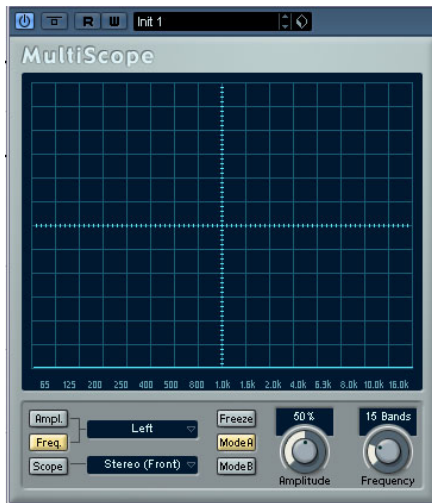 R W Init 1
MultiScope
65 125 200 250 400 500 800 1.0k 1.6k 2.0k 4.0k 6.3k 8.0k 10.0k 16.0k
Ampl.
Freq.
Scope
Left
Stereo (Front)
Freeze
Mode A
Mode B
50 %
Amplitude
15 Bands
Frequency